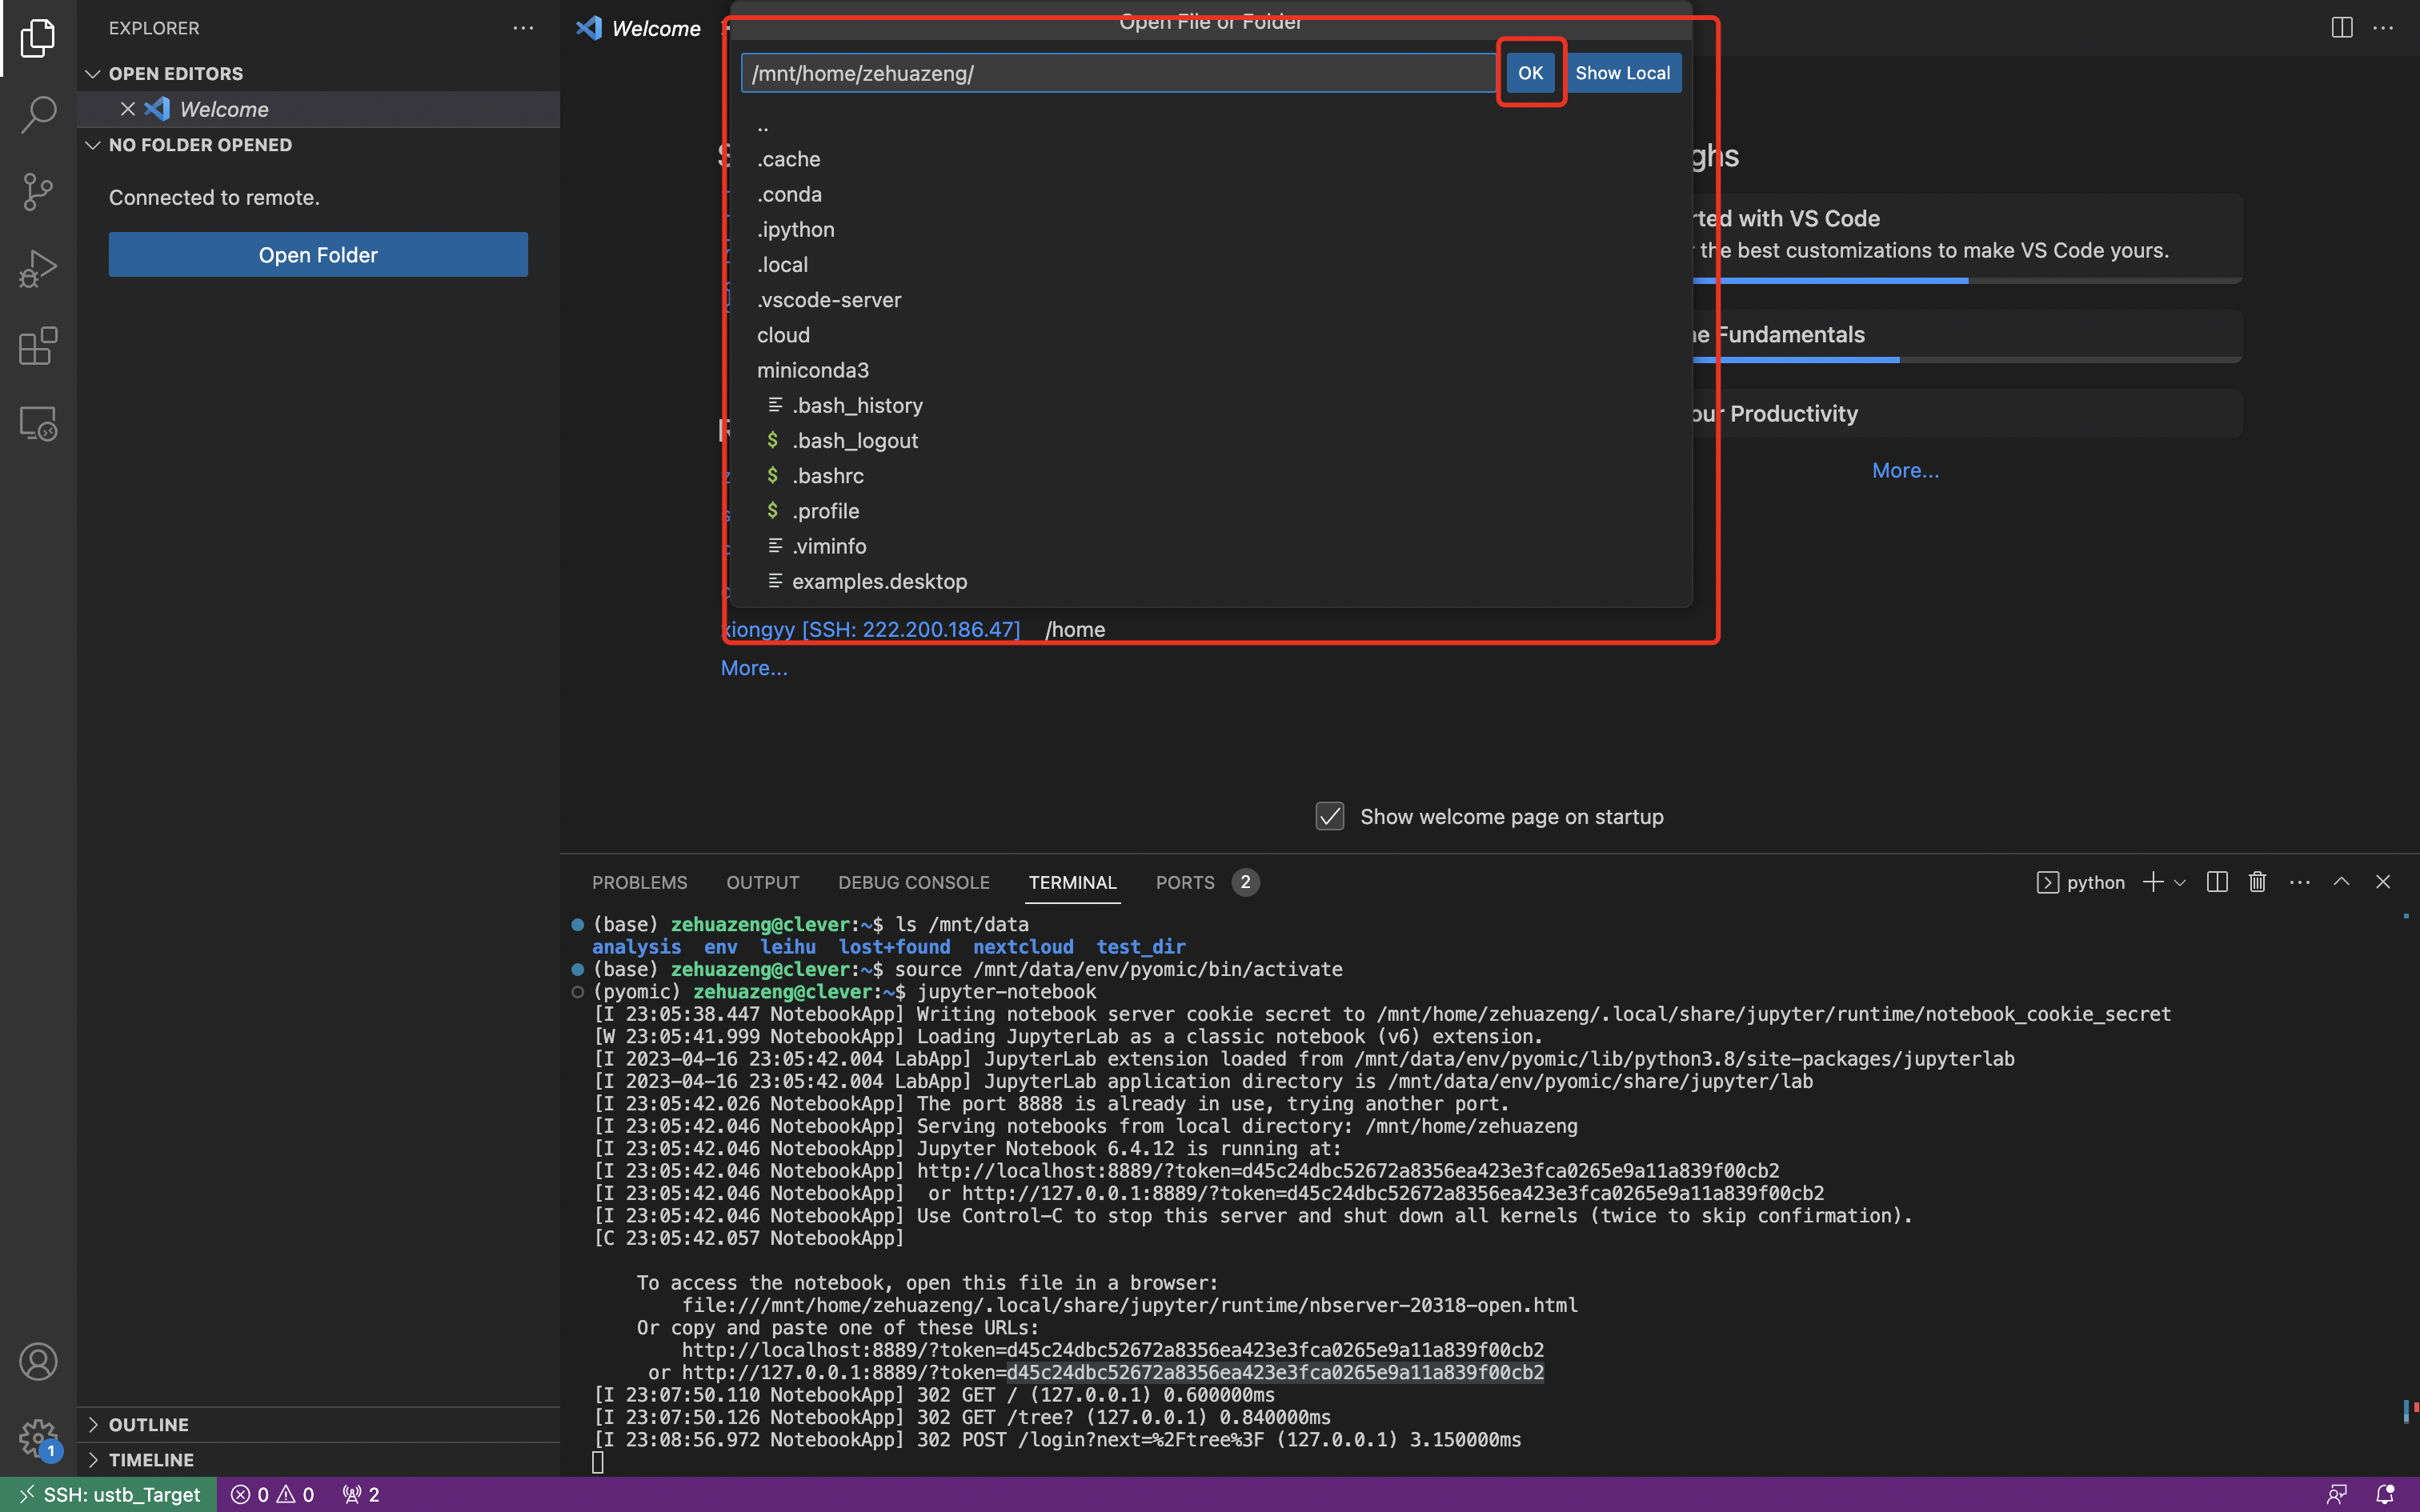 EXPLORER
OPEN EDITORS
Welcome
NO FOLDER OPENED
Connected to remote.
Open Folder
OUTLINE
TIMELINE
Welcome
Open File or Folder
/mnt/home/zehuazeng/
OK
Show Local
..
.cache
.conda
.ipython
.local
.vscode-server
cloud
miniconda3
.bash_history
$ .bash_logout
$ .bashrc
$ .profile
.viminfo
examples.desktop
xiongyy [SSH: 222.200.186.47] /home
More...
ghs
rted with VS Code
the best customizations to make VS Code yours.
e Fundamentals
our Productivity
More...
Show welcome page on startup
PROBLEMS OUTPUT DEBUG CONSOLE TERMINAL PORTS 2
python
(base) zehuazeng@clever:~$ ls /mnt/data
analysis env leihu lost+found nextcloud test_dir
(base) zehuazeng@clever:~$ source /mnt/data/env/pyomic/bin/activate
(pyomic) zehuazeng@clever:~$ jupyter-notebook
[I 23:05:38.447 NotebookApp] Writing notebook server cookie secret to /mnt/home/zehuazeng/.local/share/jupyter/runtime/notebook_cookie_secret
[W 23:05:41.999 NotebookApp] Loading JupyterLab as a classic notebook (v6) extension.
[I 2023-04-16 23:05:42.004 LabApp] JupyterLab extension loaded from /mnt/data/env/pyomic/lib/python3.8/site-packages/jupyterlab
[I 2023-04-16 23:05:42.004 LabApp] JupyterLab application directory is /mnt/data/env/pyomic/share/jupyter/lab
[I 23:05:42.026 NotebookApp] The port 8888 is already in use, trying another port.
[I 23:05:42.046 NotebookApp] Serving notebooks from local directory: /mnt/home/zehuazeng
[I 23:05:42.046 NotebookApp] Jupyter Notebook 6.4.12 is running at:
[I 23:05:42.046 NotebookApp] http://localhost:8889/?token=d45c24dbc52672a8356ea423e3fca0265e9a11a839f00cb2
[I 23:05:42.046 NotebookApp]  or http://127.0.0.1:8889/?token=d45c24dbc52672a8356ea423e3fca0265e9a11a839f00cb2
[I 23:05:42.046 NotebookApp] Use Control-C to stop this server and shut down all kernels (twice to skip confirmation).
[C 23:05:42.057 NotebookApp]
To access the notebook, open this file in a browser:
file:///mnt/home/zehuazeng/.local/share/jupyter/runtime/nbserver-20318-open.html
Or copy and paste one of these URLs:
http://localhost:8889/?token=d45c24dbc52672a8356ea423e3fca0265e9a11a839f00cb2
or http://127.0.0.1:8889/?token=d45c24dbc52672a8356ea423e3fca0265e9a11a839f00cb2
[I 23:07:50.110 NotebookApp] 302 GET / (127.0.0.1) 0.600000ms
[I 23:07:50.126 NotebookApp] 302 GET /tree? (127.0.0.1) 0.840000ms
[I 23:08:56.972 NotebookApp] 302 POST /login?next=%2Ftree%3F (127.0.0.1) 3.150000ms
1
SSH: ustb_Target 0 0 2